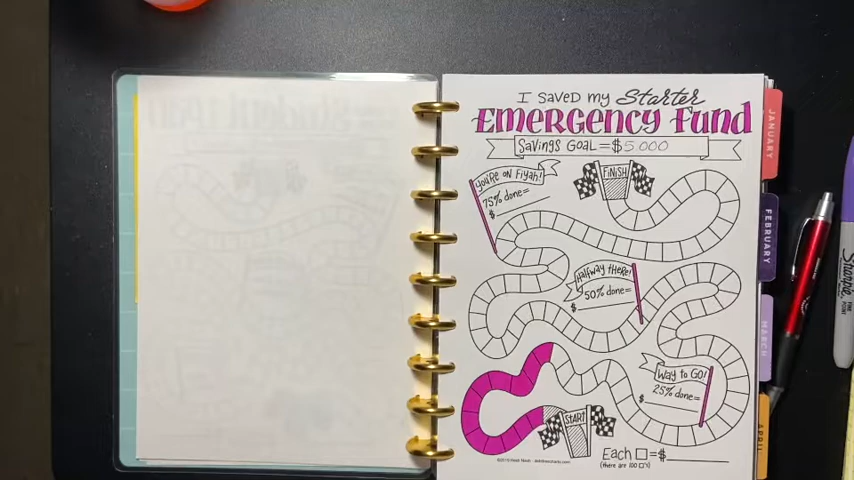 I SAVED MY Starter
EMERGENCY FUND
SAVINGS GOAL = $5,000
FINISH
YOU'RE ON FIYAH!
75% done=
$
HALFWAY THERE!
50% done=
$
WAY TO GO!
25% done=
$
START
Each □ = $
(there are 100 □'s)
JANUARY
FEBRUARY
MARCH
APRIL
Sharpie